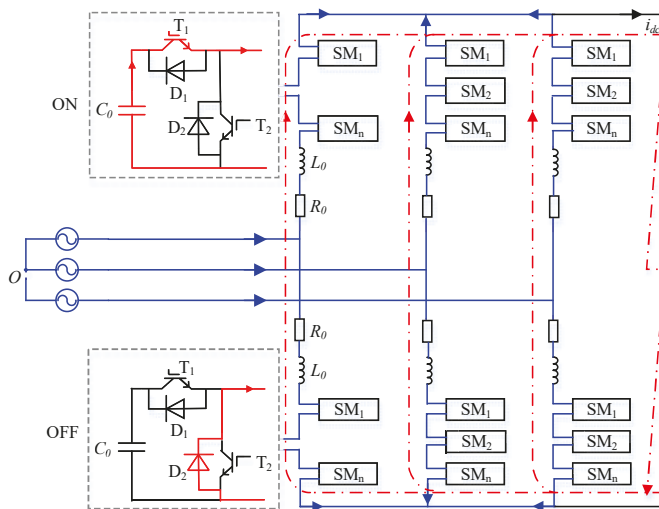 T₁
D₁
ON
C₀
D₂
T₂
SM₁
SMₙ
L₀
R₀
SM₁
SM₂
SMₙ
SM₁
SM₂
SMₙ
O
R₀
L₀
SM₁
SMₙ
SM₁
SM₂
SMₙ
SM₁
SM₂
SMₙ
T₁
D₁
OFF
C₀
D₂
T₂